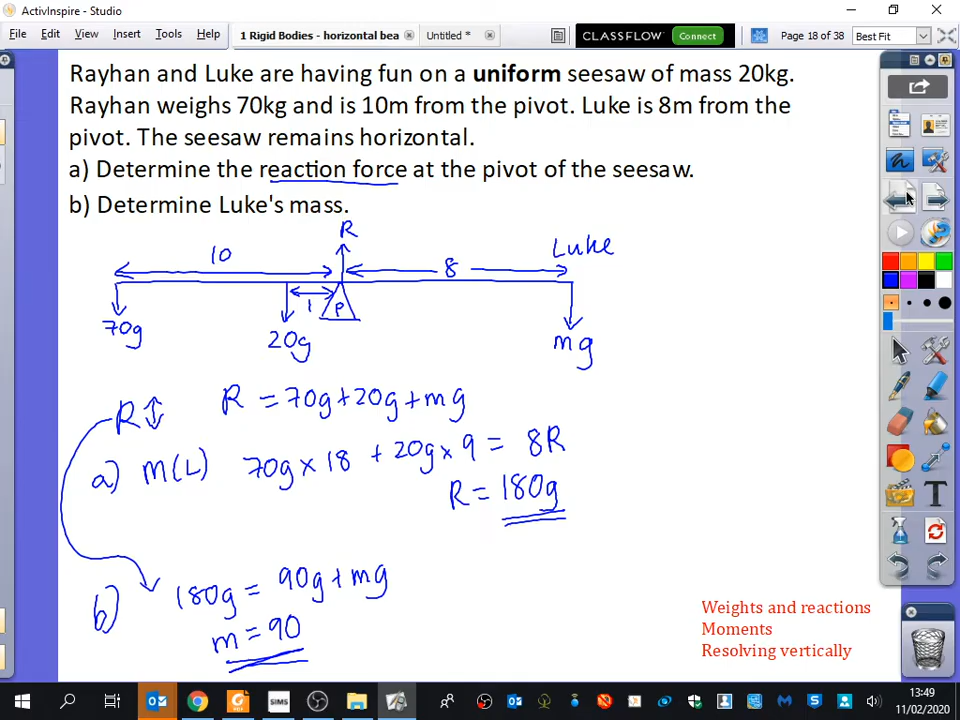 ActivInspire - Studio
File Edit View Insert Tools Help
1 Rigid Bodies - horizontal bea
Untitled *
CLASSFLOW
Connect
Page 18 of 38
Best Fit
Rayhan and Luke are having fun on a uniform seesaw of mass 20kg.
Rayhan weighs 70kg and is 10m from the pivot. Luke is 8m from the
pivot. The seesaw remains horizontal.
a) Determine the reaction force at the pivot of the seesaw.
b) Determine Luke's mass.
R
10
8
Luke
1
P
70g
20g
mg
R↕ R = 70g+20g+mg
a) M(L) 70g × 18 + 20g × 9 = 8R
R = 180g
b) 180g = 90g + mg
m = 90
Weights and reactions
Moments
Resolving vertically
SIMS
13:49
11/02/2020